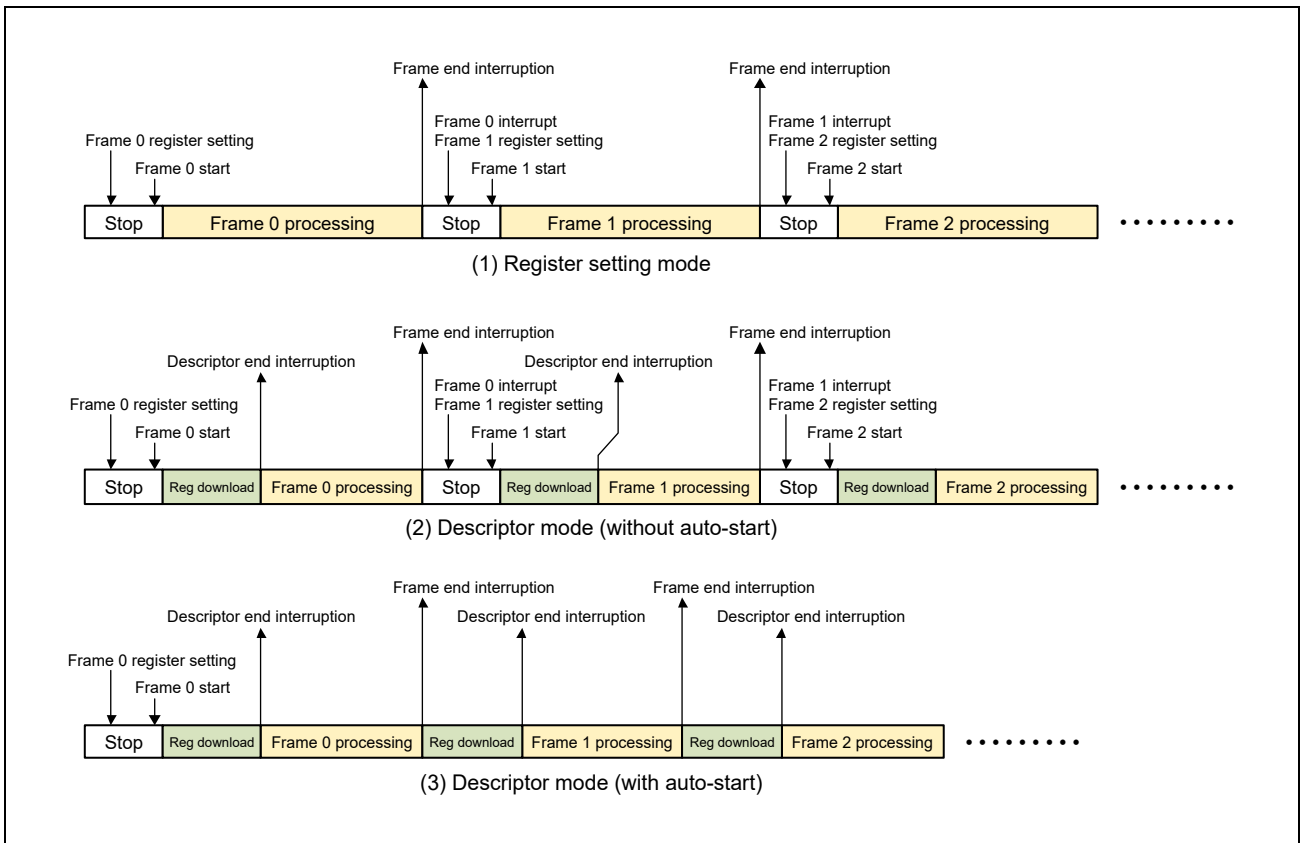 Frame end interruption
Frame end interruption
Frame 0 interrupt
Frame 1 interrupt
Frame 0 register setting
Frame 1 register setting
Frame 2 register setting
Frame 0 start
Frame 1 start
Frame 2 start
Stop
Frame 0 processing
Stop
Frame 1 processing
Stop
Frame 2 processing
(1) Register setting mode
Frame end interruption
Frame end interruption
Descriptor end interruption
Descriptor end interruption
Frame 0 interrupt
Frame 1 interrupt
Frame 0 register setting
Frame 1 register setting
Frame 2 register setting
Frame 0 start
Frame 1 start
Frame 2 start
Stop
Reg download
Frame 0 processing
Stop
Reg download
Frame 1 processing
Stop
Reg download
Frame 2 processing
(2) Descriptor mode (without auto-start)
Frame end interruption
Frame end interruption
Descriptor end interruption
Descriptor end interruption
Descriptor end interruption
Frame 0 register setting
Frame 0 start
Stop
Reg download
Frame 0 processing
Reg download
Frame 1 processing
Reg download
Frame 2 processing
(3) Descriptor mode (with auto-start)